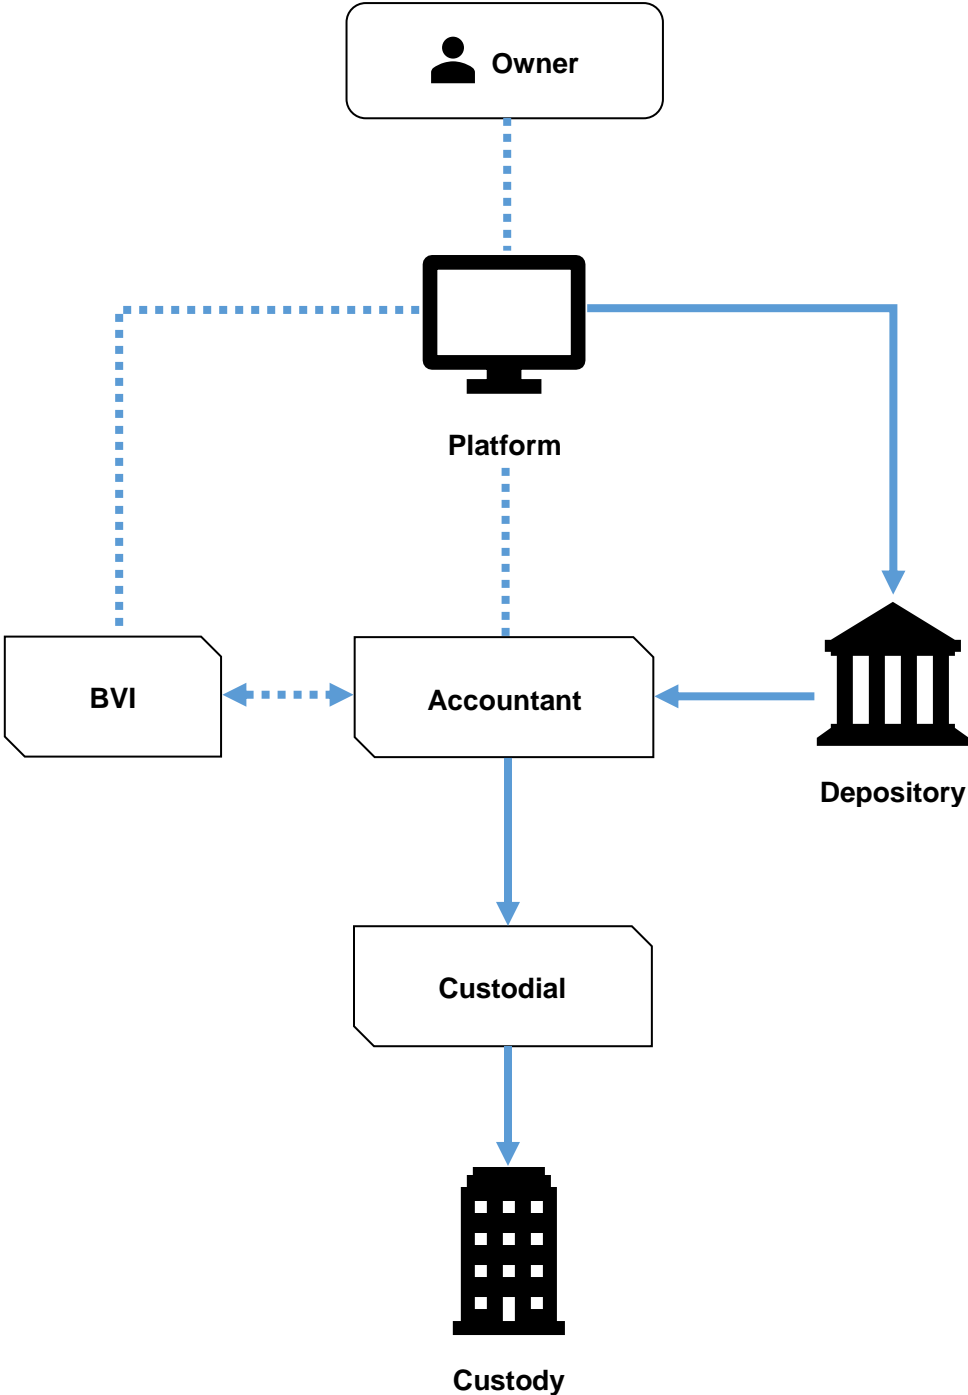 Owner
Platform
BVI
Accountant
Depository
Custodial
Custody